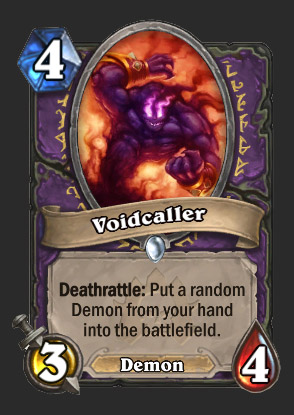 4
Voidcaller
Deathrattle: Put a random
Demon from your hand
into the battlefield.
3
Demon
4